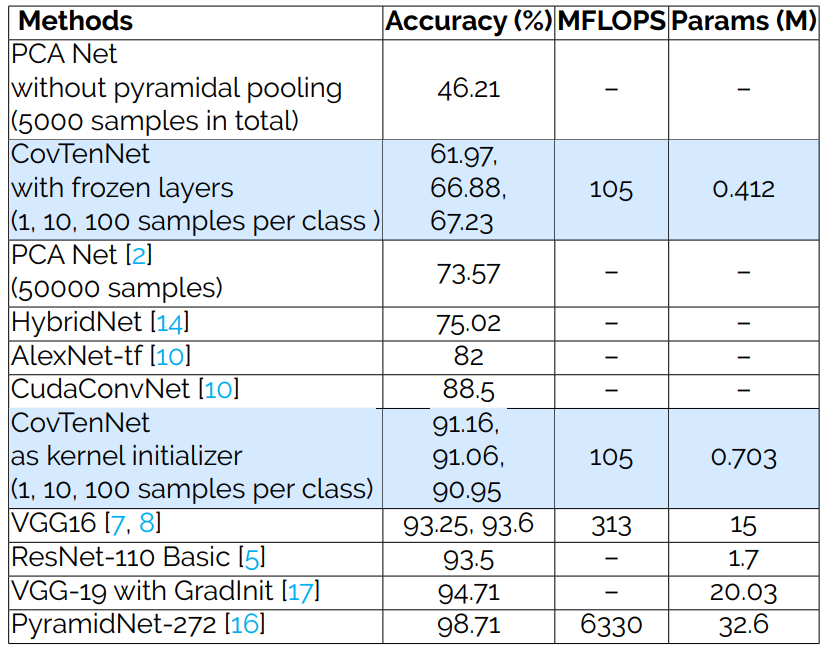 Methods Accuracy (%) MFLOPS Params (M)
PCA Net
without pyramidal pooling 46.21 – –
(5000 samples in total)
CovTenNet 61.97,
with frozen layers 66.88, 105 0.412
(1, 10, 100 samples per class ) 67.23
PCA Net [2]
(50000 samples) 73.57 – –
HybridNet [14] 75.02 – –
AlexNet-tf [10] 82 – –
CudaConvNet [10] 88.5 – –
CovTenNet 91.16,
as kernel initializer 91.06, 105 0.703
(1, 10, 100 samples per class) 90.95
VGG16 [7, 8] 93.25, 93.6 313 15
ResNet-110 Basic [5] 93.5 – 1.7
VGG-19 with GradInit [17] 94.71 – 20.03
PyramidNet-272 [16] 98.71 6330 32.6